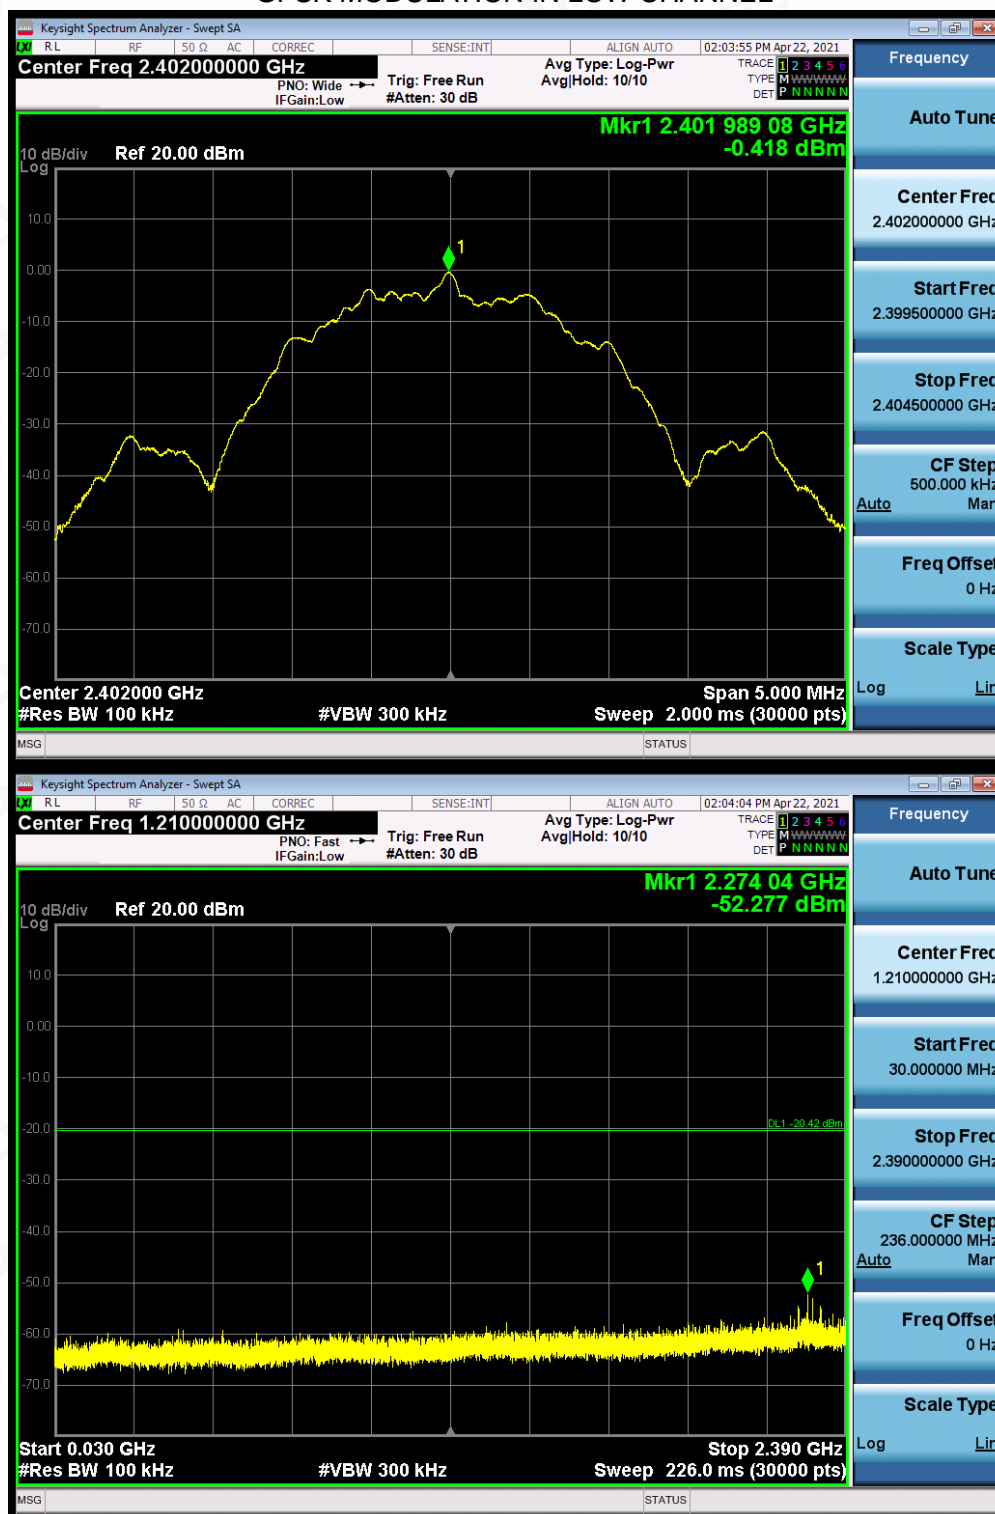 GFSK MODULATION IN LOW CHANNEL
Keysight Spectrum Analyzer - Swept SA
LXI RL RF 50 Ω AC CORREC SENSE:INT ALIGN AUTO 02:03:55 PM Apr 22, 2021
Center Freq 2.402000000 GHz
PNO: Wide
IFGain:Low
Trig: Free Run
#Atten: 30 dB
Avg Type: Log-Pwr
Avg|Hold: 10/10
TRACE 1 2 3 4 5 6
TYPE M WWWWW
DET P N N N N N
Mkr1 2.401 989 08 GHz
-0.418 dBm
10 dB/div Ref 20.00 dBm
Log
1
10.0
0.00
-10.0
-20.0
-30.0
-40.0
-50.0
-60.0
-70.0
Center 2.402000 GHz Span 5.000 MHz
#Res BW 100 kHz #VBW 300 kHz Sweep 2.000 ms (30000 pts)
MSG STATUS
Frequency
Auto Tune
Center Freq
2.402000000 GHz
Start Freq
2.399500000 GHz
Stop Freq
2.404500000 GHz
CF Step
500.000 kHz
Auto Man
Freq Offset
0 Hz
Scale Type
Log Lin
Keysight Spectrum Analyzer - Swept SA
LXI RL RF 50 Ω AC CORREC SENSE:INT ALIGN AUTO 02:04:04 PM Apr 22, 2021
Center Freq 1.210000000 GHz
PNO: Fast
IFGain:Low
Trig: Free Run
#Atten: 30 dB
Avg Type: Log-Pwr
Avg|Hold: 10/10
TRACE 1 2 3 4 5 6
TYPE M WWWWW
DET P N N N N N
Mkr1 2.274 04 GHz
-52.277 dBm
10 dB/div Ref 20.00 dBm
Log
10.0
0.00
-10.0
-20.0
-30.0
-40.0
-50.0
-60.0
-70.0
DL1 -20.42 dBm
1
Start 0.030 GHz Stop 2.390 GHz
#Res BW 100 kHz #VBW 300 kHz Sweep 226.0 ms (30000 pts)
MSG STATUS
Frequency
Auto Tune
Center Freq
1.210000000 GHz
Start Freq
30.000000 MHz
Stop Freq
2.390000000 GHz
CF Step
236.000000 MHz
Auto Man
Freq Offset
0 Hz
Scale Type
Log Lin